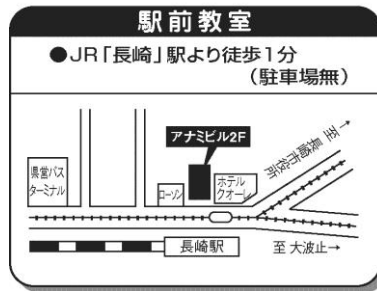 駅前教室
●JR「長崎」駅より徒歩1分
（駐車場無）
アナミビル2F
至 長崎市役所
県営バス
ターミナル
ローソン
ホテル
クオーレ
長崎駅
至 大波止→